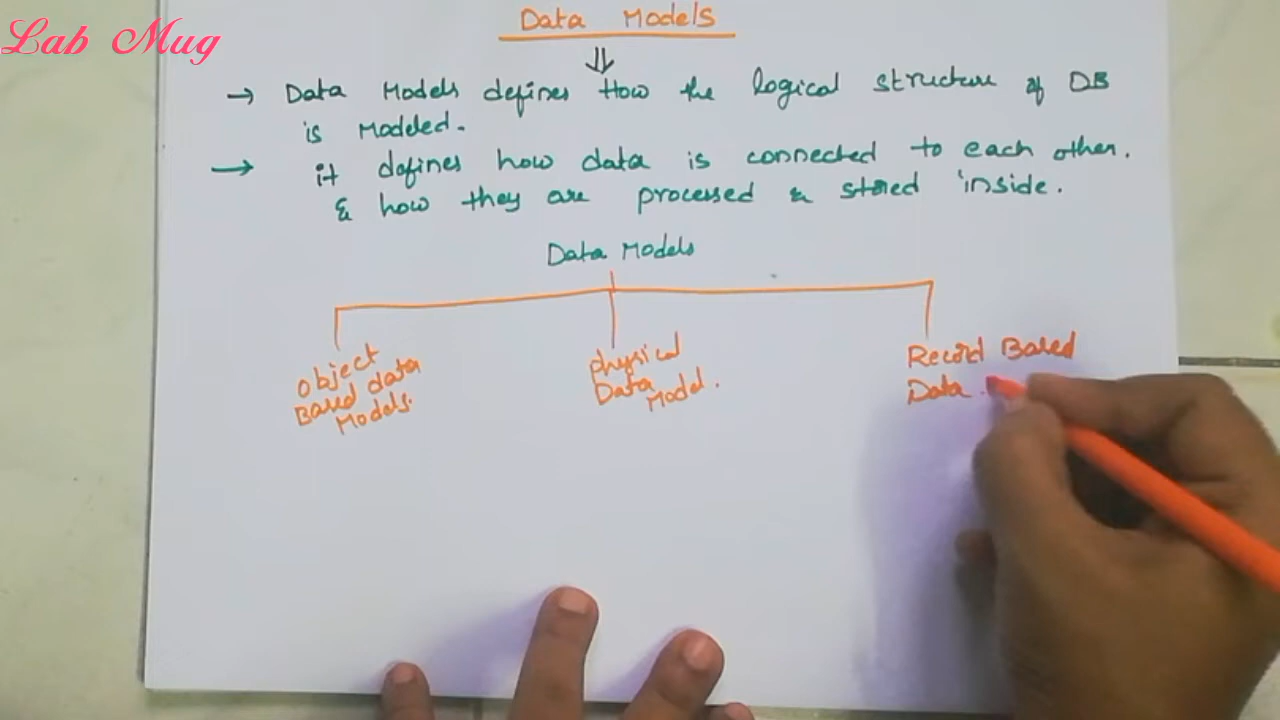 Lab Mug
Data Models
⇓
→ Data Models defines How the logical structure of DB
is Modeled.
→ it defines how data is connected to each other.
& how they are processed & stored inside.
Data Models
Object
Based data
Models.
physical
Data
Model.
Record Based
Data